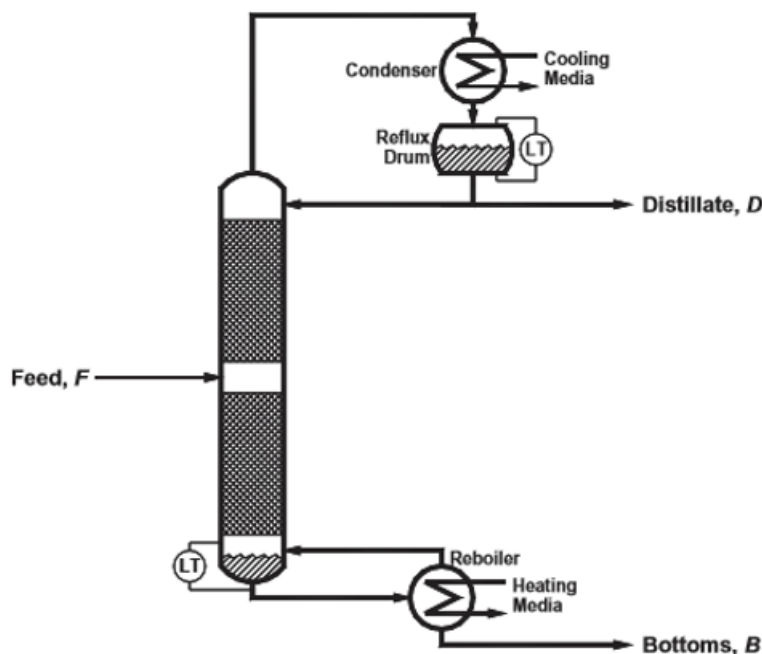 Condenser
Cooling
Media
Reflux
Drum
LT
Distillate, D
Feed, F
LT
Reboiler
Heating
Media
Bottoms, B